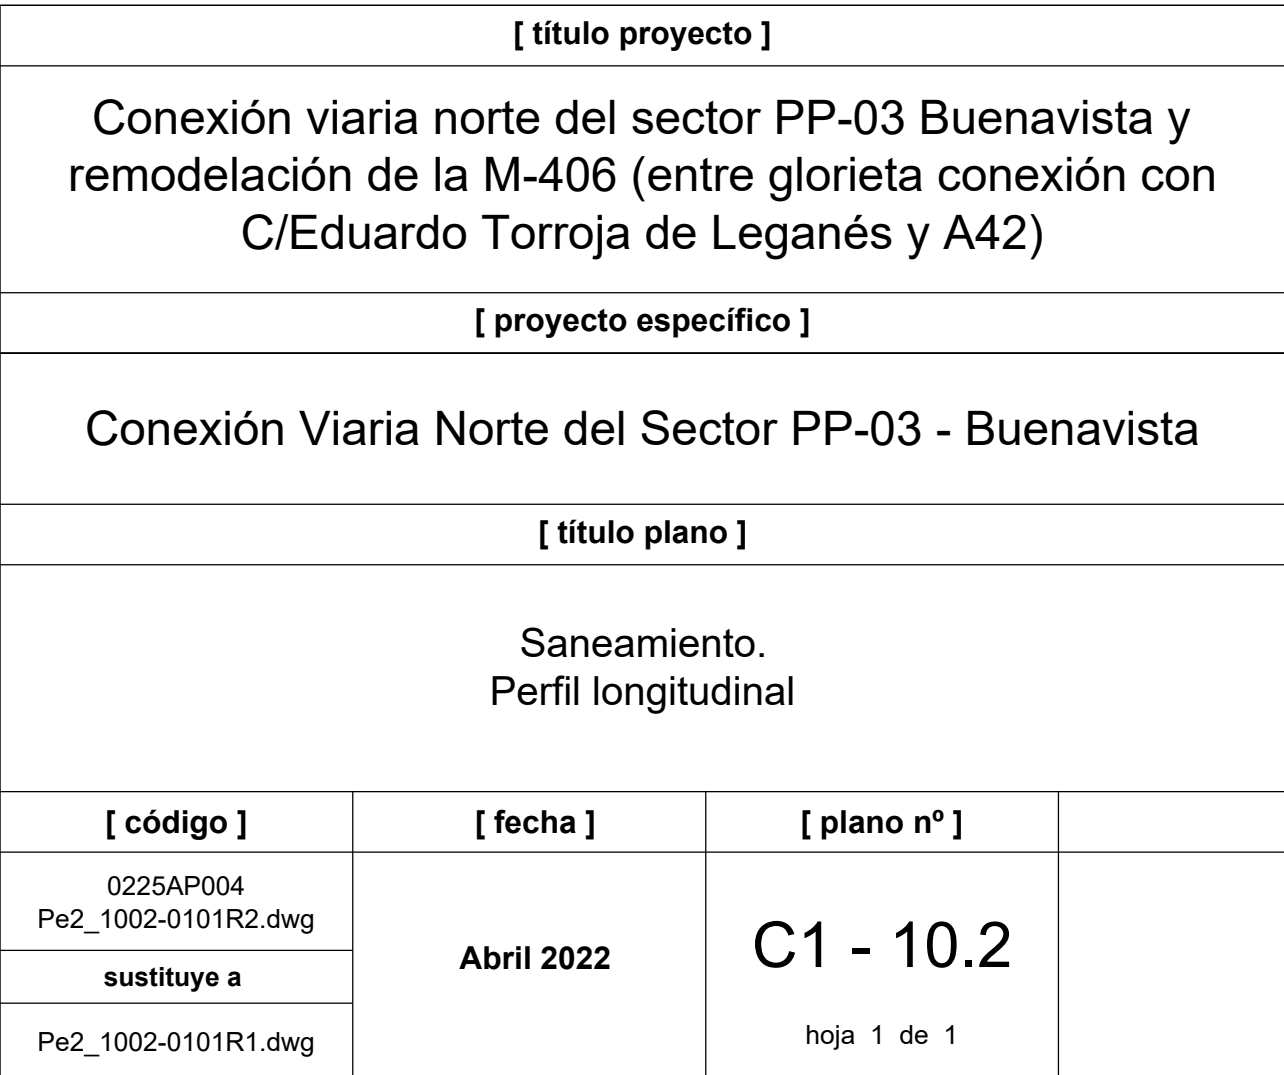 [ título proyecto ]
Conexión viaria norte del sector PP-03 Buenavista y
remodelación de la M-406 (entre glorieta conexión con
C/Eduardo Torroja de Leganés y A42)
[ proyecto específico ]
Conexión Viaria Norte del Sector PP-03 - Buenavista
[ título plano ]
Saneamiento.
Perfil longitudinal
[ código ]
[ fecha ]
[ plano nº ]
0225AP004
Pe2_1002-0101R2.dwg
sustituye a
Pe2_1002-0101R1.dwg
Abril 2022
C1 - 10.2
hoja 1 de 1